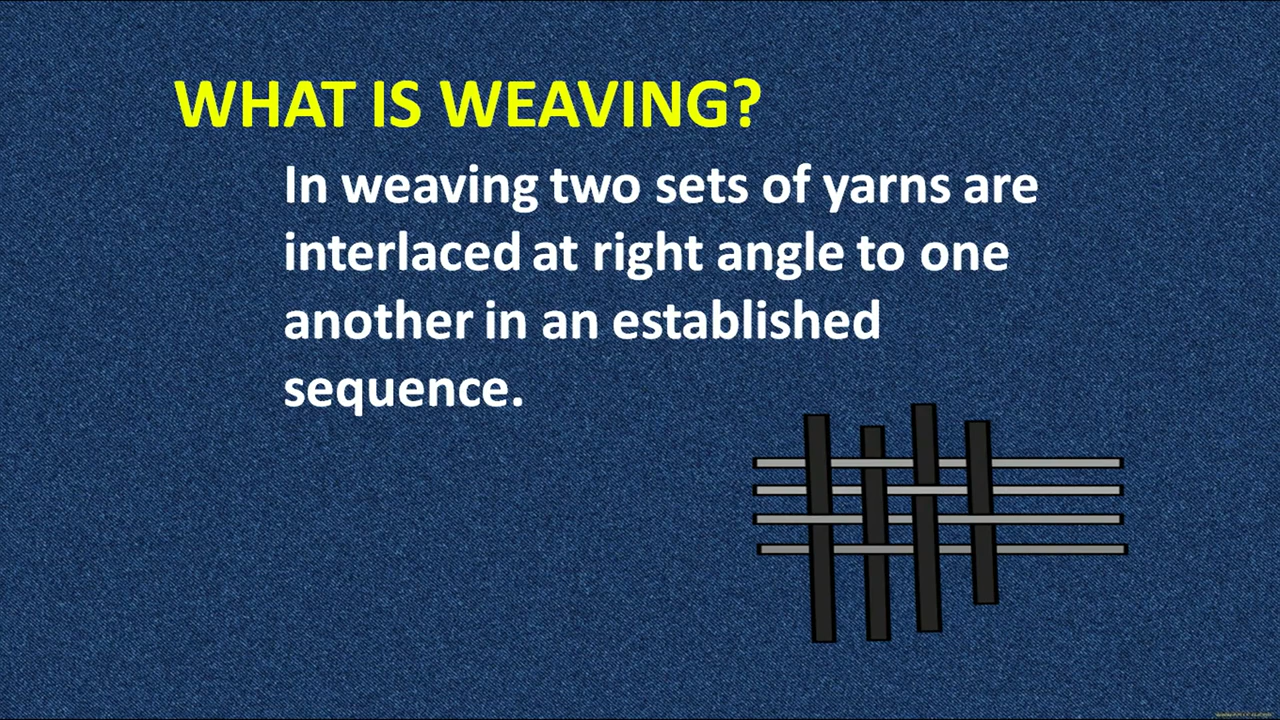 WHAT IS WEAVING?
In weaving two sets of yarns are
interlaced at right angle to one
another in an established
sequence.